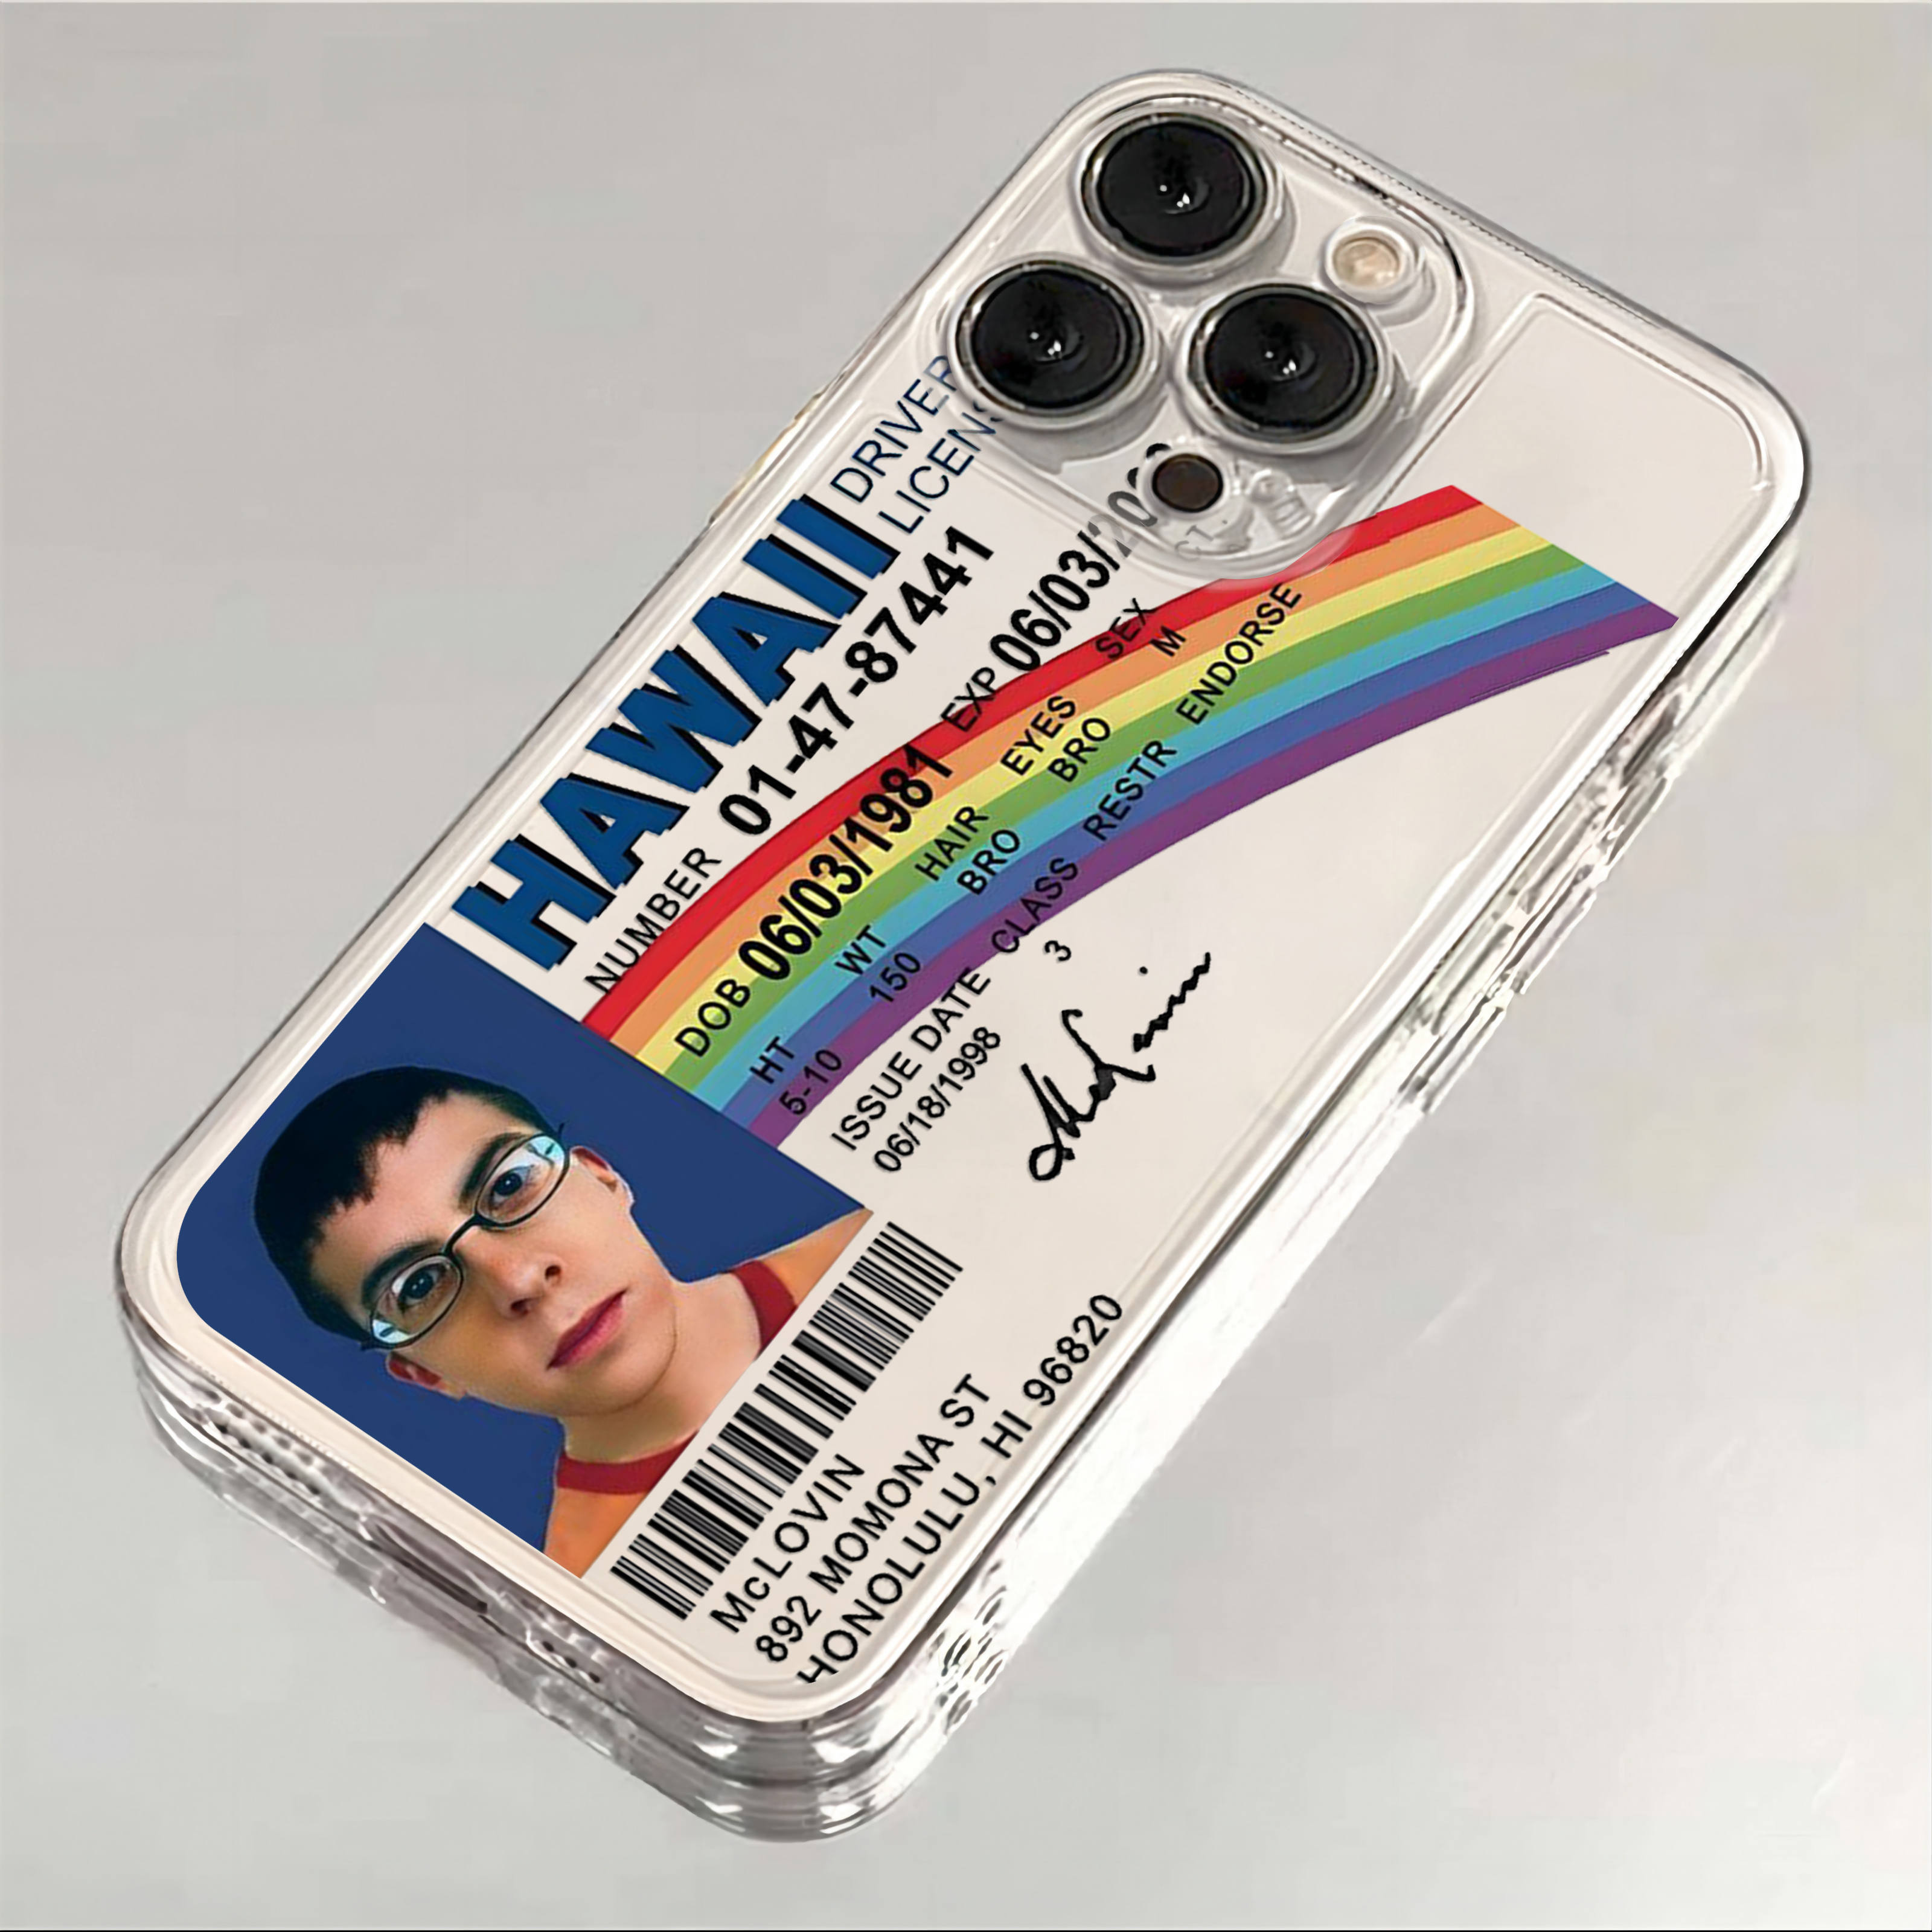 HAWAII DRIVER
LICENS
NUMBER 01-47-87441
DOB 06/03/1981 EXP 06/03/
HT WT HAIR EYES SEX
5-10 150 BRO BRO M
ISSUE DATE CLASS RESTR ENDORSE
06/18/1998 3
McLOVIN
892 MOMONA ST
HONOLULU, HI 96820